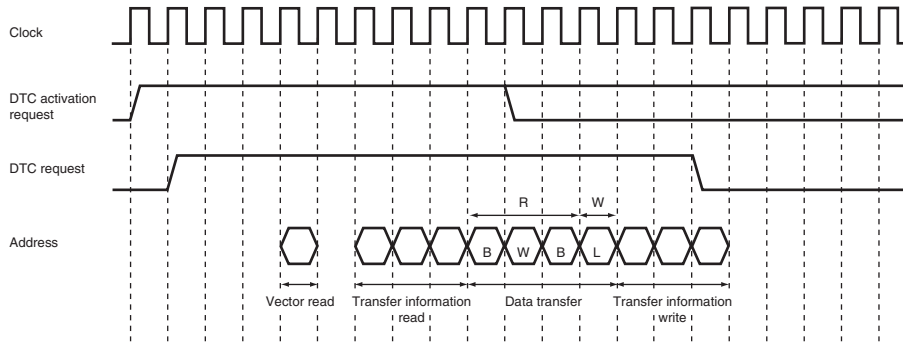 Clock
DTC activation
request
DTC request
R W
Address
B W B L
Vector read Transfer information Data transfer Transfer information
read write